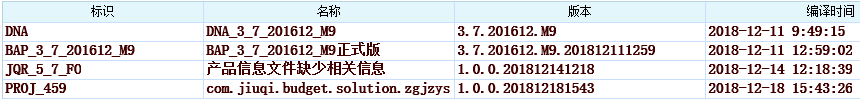 标识 名称 版本 编译时间
DNA DNA_3_7_201612_M9 3.7.201612.M9 2018-12-11 9:49:15
BAP_3_7_201612_M9 BAP_3_7_201612_M9正式版 3.7.201612.M9.201812111259 2018-12-11 12:59:02
JQR_5_7_F0 产品信息文件缺少相关信息 1.0.0.201812141218 2018-12-14 12:18:39
PROJ_459 com.jiuqi.budget.solution.zgjzys 1.0.0.201812181543 2018-12-18 15:43:26